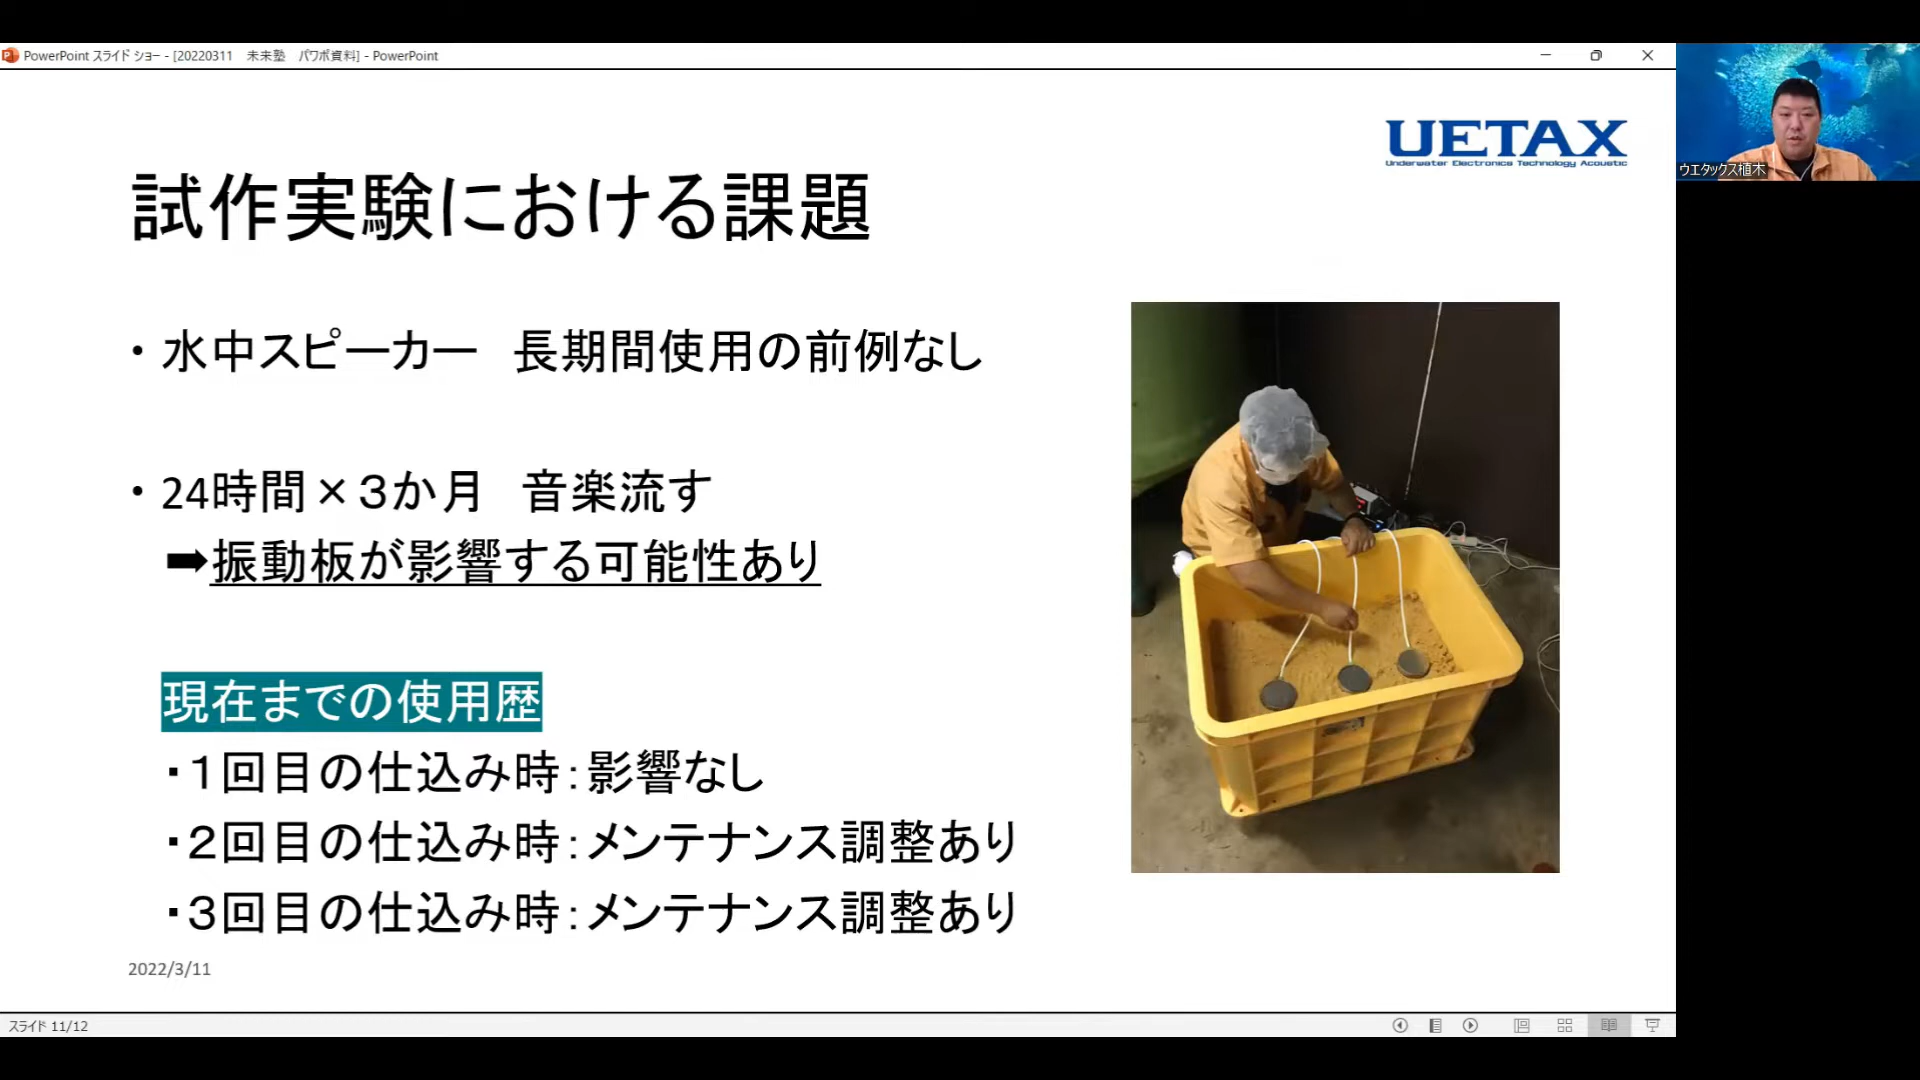 PowerPoint スライド ショー - [20220311　未来塾　パワポ資料] - PowerPoint
UETAX
Underwater Electronics Technology Acoustic
ウエタックス植木
試作実験における課題
・水中スピーカー　長期間使用の前例なし
・24時間×３か月　音楽流す
➡振動板が影響する可能性あり
現在までの使用歴
・１回目の仕込み時：影響なし
・２回目の仕込み時：メンテナンス調整あり
・３回目の仕込み時：メンテナンス調整あり
2022/3/11
スライド 11/12